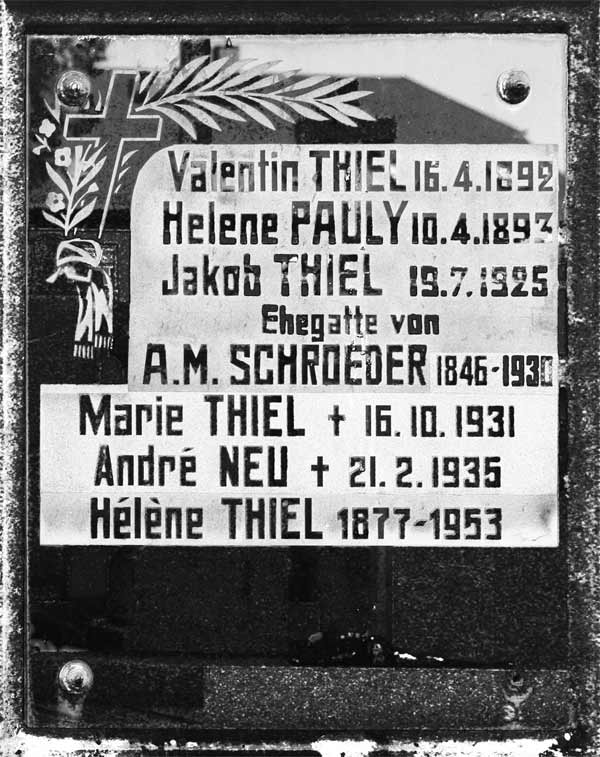 Valentin THIEL 16.4.1892
Helene PAULY 10.4.1893
Jakob THIEL 19.7.1925
Ehegatte von
A.M. SCHROEDER 1846-1930
Marie THIEL ✝ 16.10.1931
André NEU ✝ 21.2.1935
Hélène THIEL 1877-1953